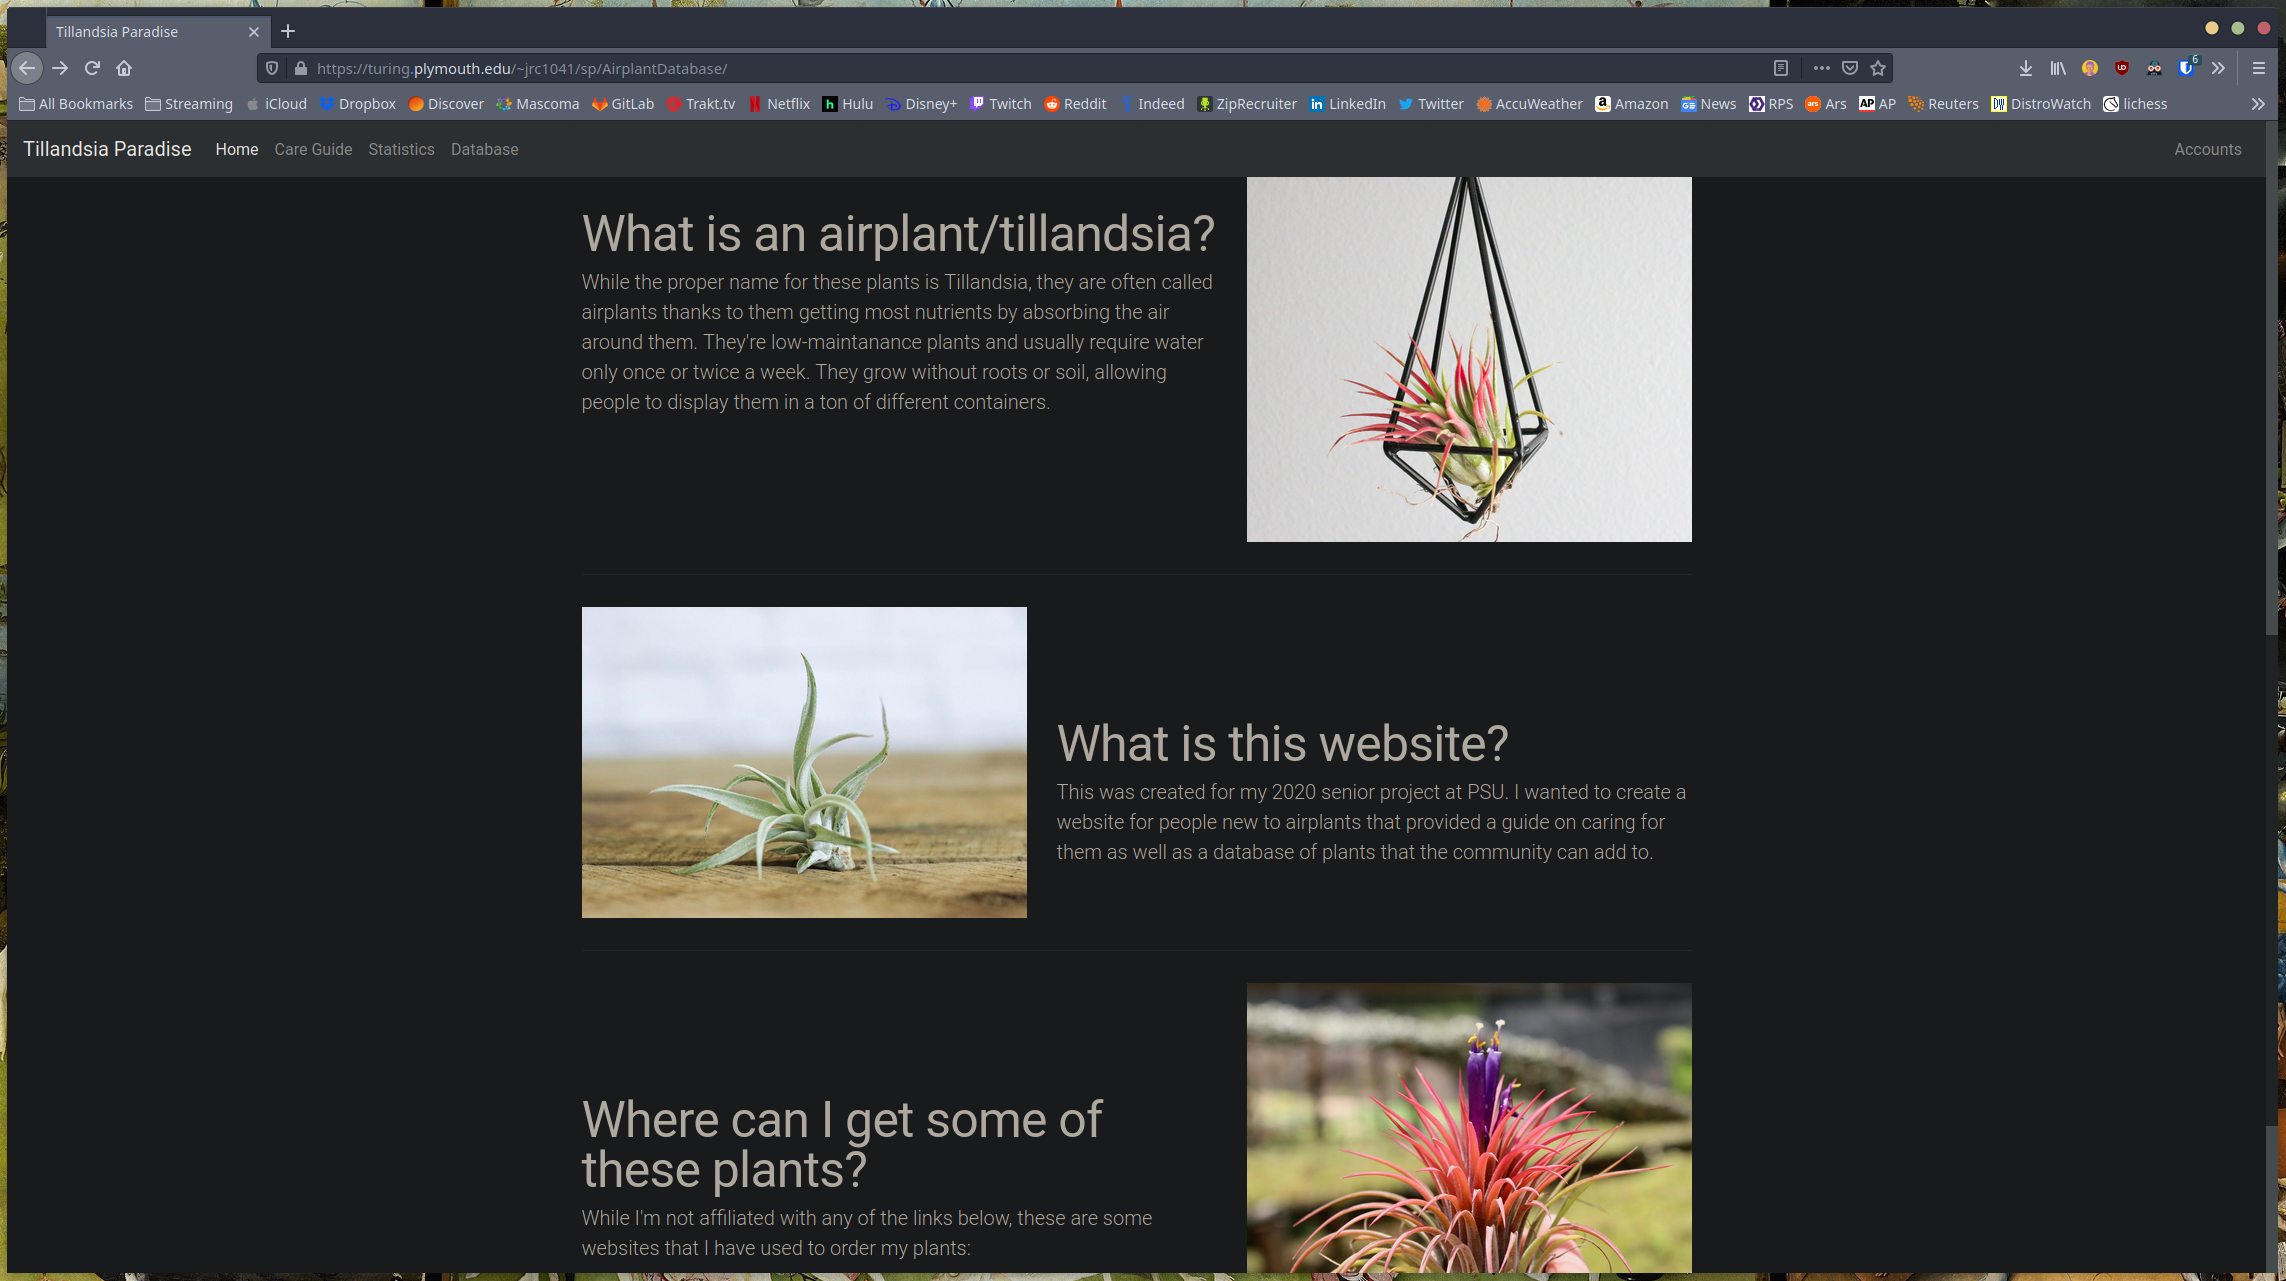 Tillandsia Paradise
https://turing.plymouth.edu/~jrc1041/sp/AirplantDatabase/
6
All Bookmarks Streaming iCloud Dropbox Discover Mascoma GitLab Trakt.tv Netflix Hulu Disney+ Twitch Reddit Indeed ZipRecruiter LinkedIn Twitter AccuWeather Amazon News RPS Ars AP Reuters DistroWatch lichess
Tillandsia Paradise Home Care Guide Statistics Database Accounts
What is an airplant/tillandsia?
While the proper name for these plants is Tillandsia, they are often called
airplants thanks to them getting most nutrients by absorbing the air
around them. They're low-maintanance plants and usually require water
only once or twice a week. They grow without roots or soil, allowing
people to display them in a ton of different containers.
What is this website?
This was created for my 2020 senior project at PSU. I wanted to create a
website for people new to airplants that provided a guide on caring for
them as well as a database of plants that the community can add to.
Where can I get some of
these plants?
While I'm not affiliated with any of the links below, these are some
websites that I have used to order my plants: